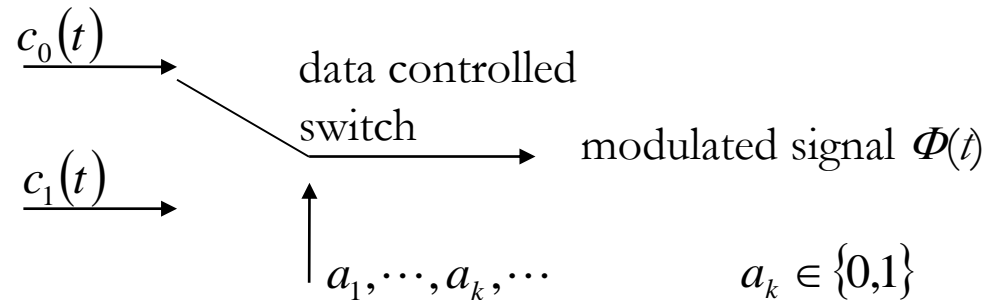 c₀(t)
data controlled
switch
modulated signal Φ(t)
c₁(t)
a₁,⋯,aₖ,⋯ aₖ ∈ {0,1}